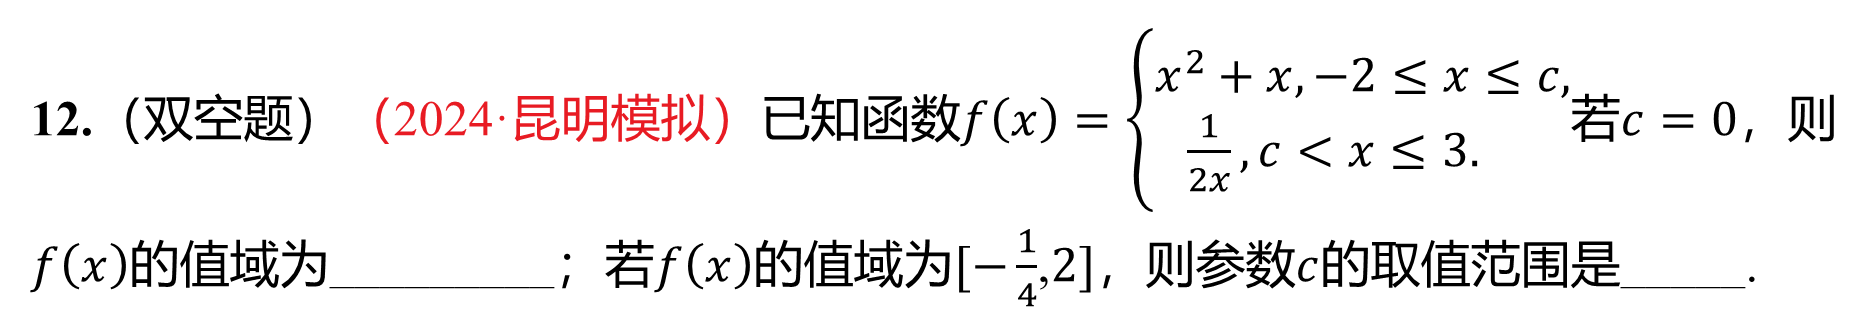 12.（双空题）（2024·昆明模拟）已知函数f(x) = { x² + x, −2 ≤ x ≤ c, 1/(2x), c < x ≤ 3. 若c = 0，则
f(x)的值域为_________；若f(x)的值域为[−1/4,2]，则参数c的取值范围是_____.